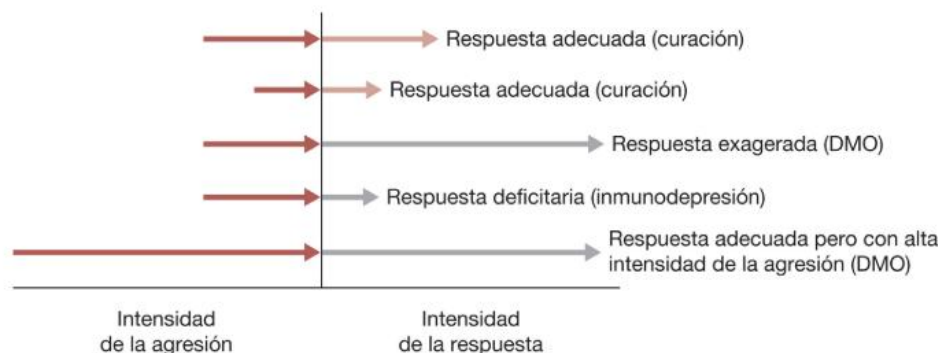 Respuesta adecuada (curación)
Respuesta adecuada (curación)
Respuesta exagerada (DMO)
Respuesta deficitaria (inmunodepresión)
Respuesta adecuada pero con alta
intensidad de la agresión (DMO)
Intensidad
de la agresión
Intensidad
de la respuesta